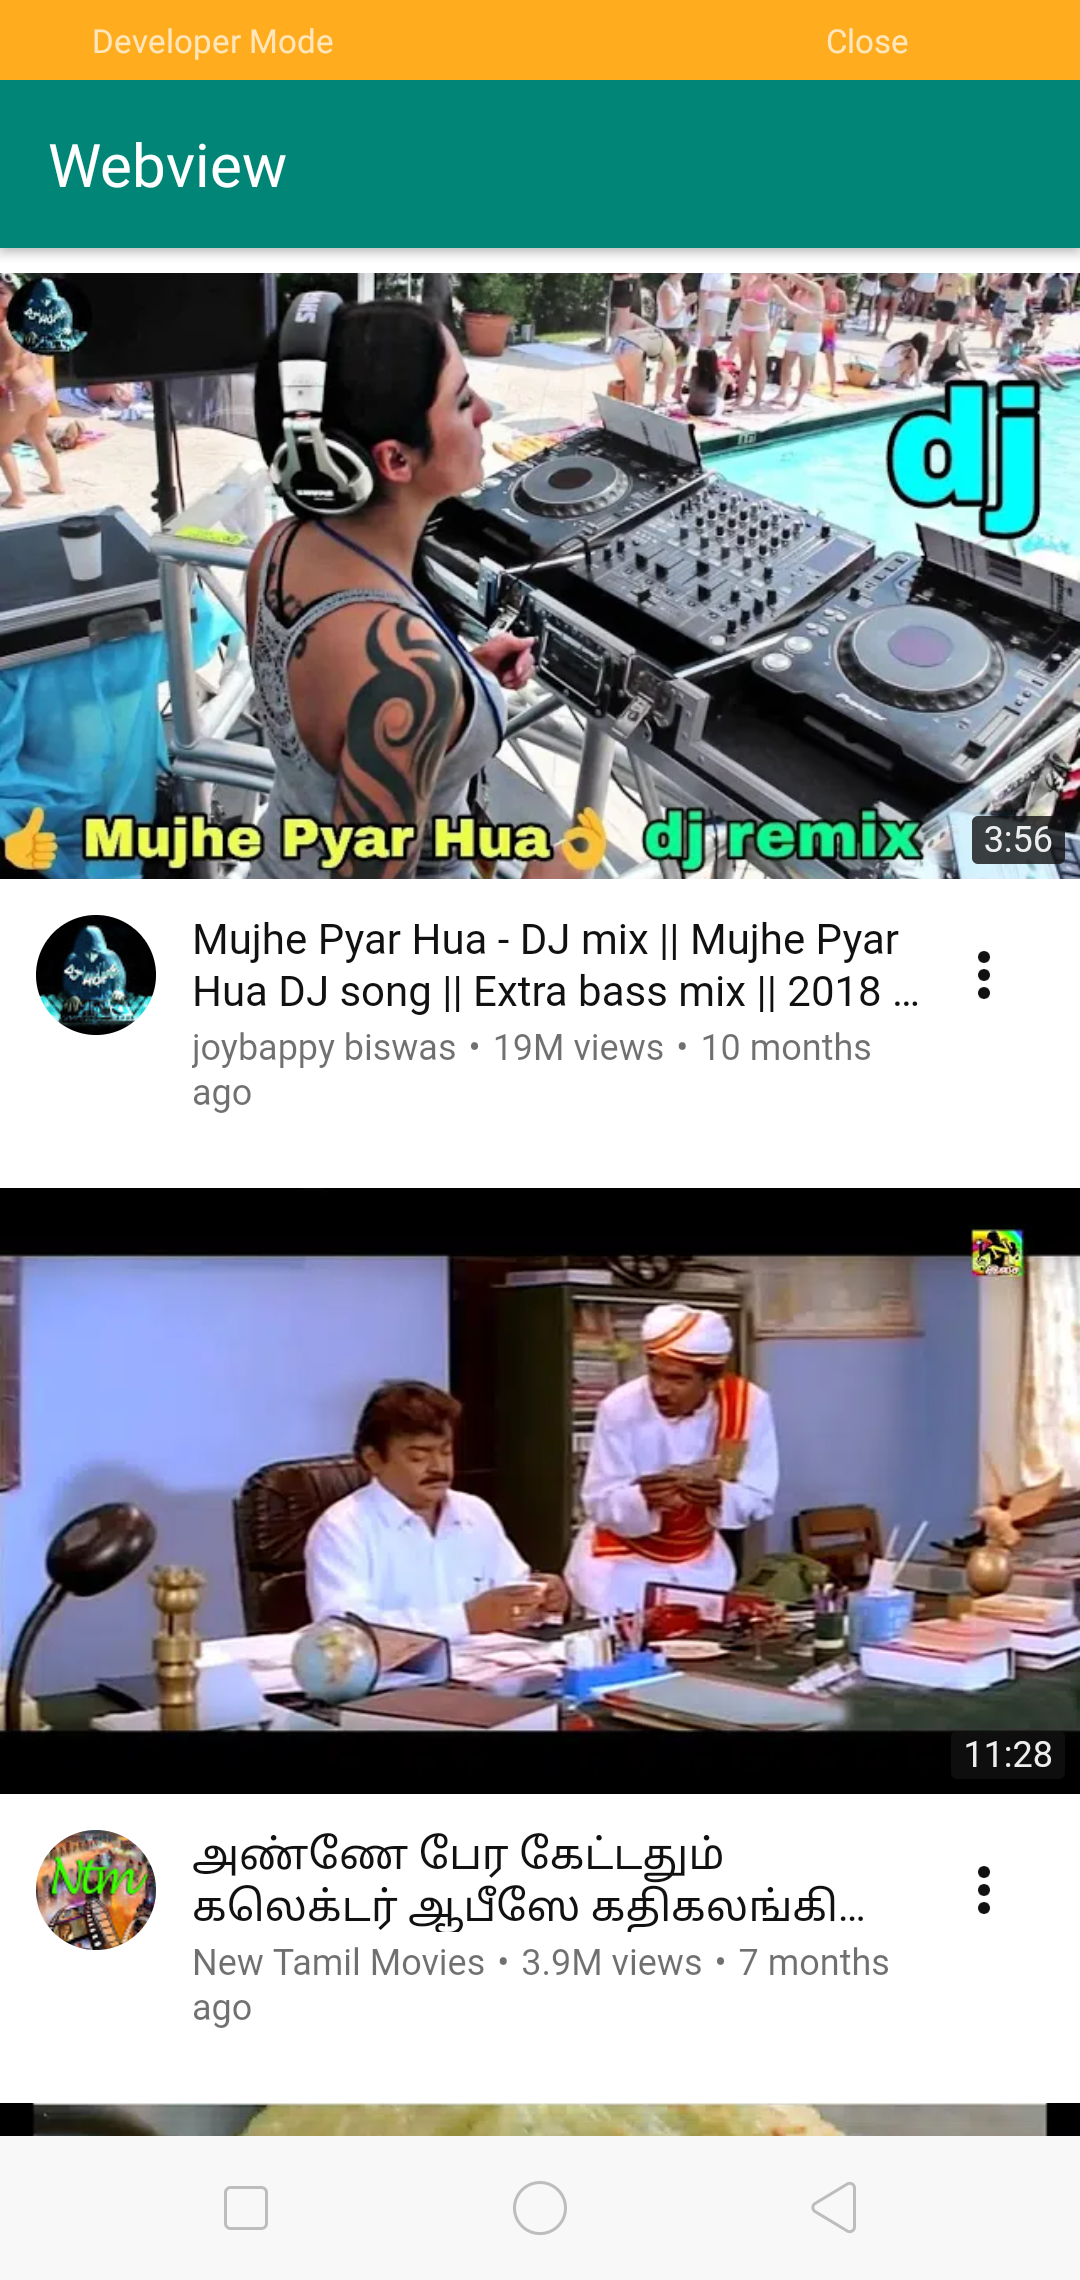 Developer Mode Close
Webview
dj
Mujhe Pyar Hua dj remix
3:56
Mujhe Pyar Hua - DJ mix || Mujhe Pyar
Hua DJ song || Extra bass mix || 2018 ...
joybappy biswas • 19M views • 10 months
ago
11:28
Ntm
அண்ணே பேர கேட்டதும்
கலெக்டர் ஆபீஸே கதிகலங்கி...
New Tamil Movies • 3.9M views • 7 months
ago